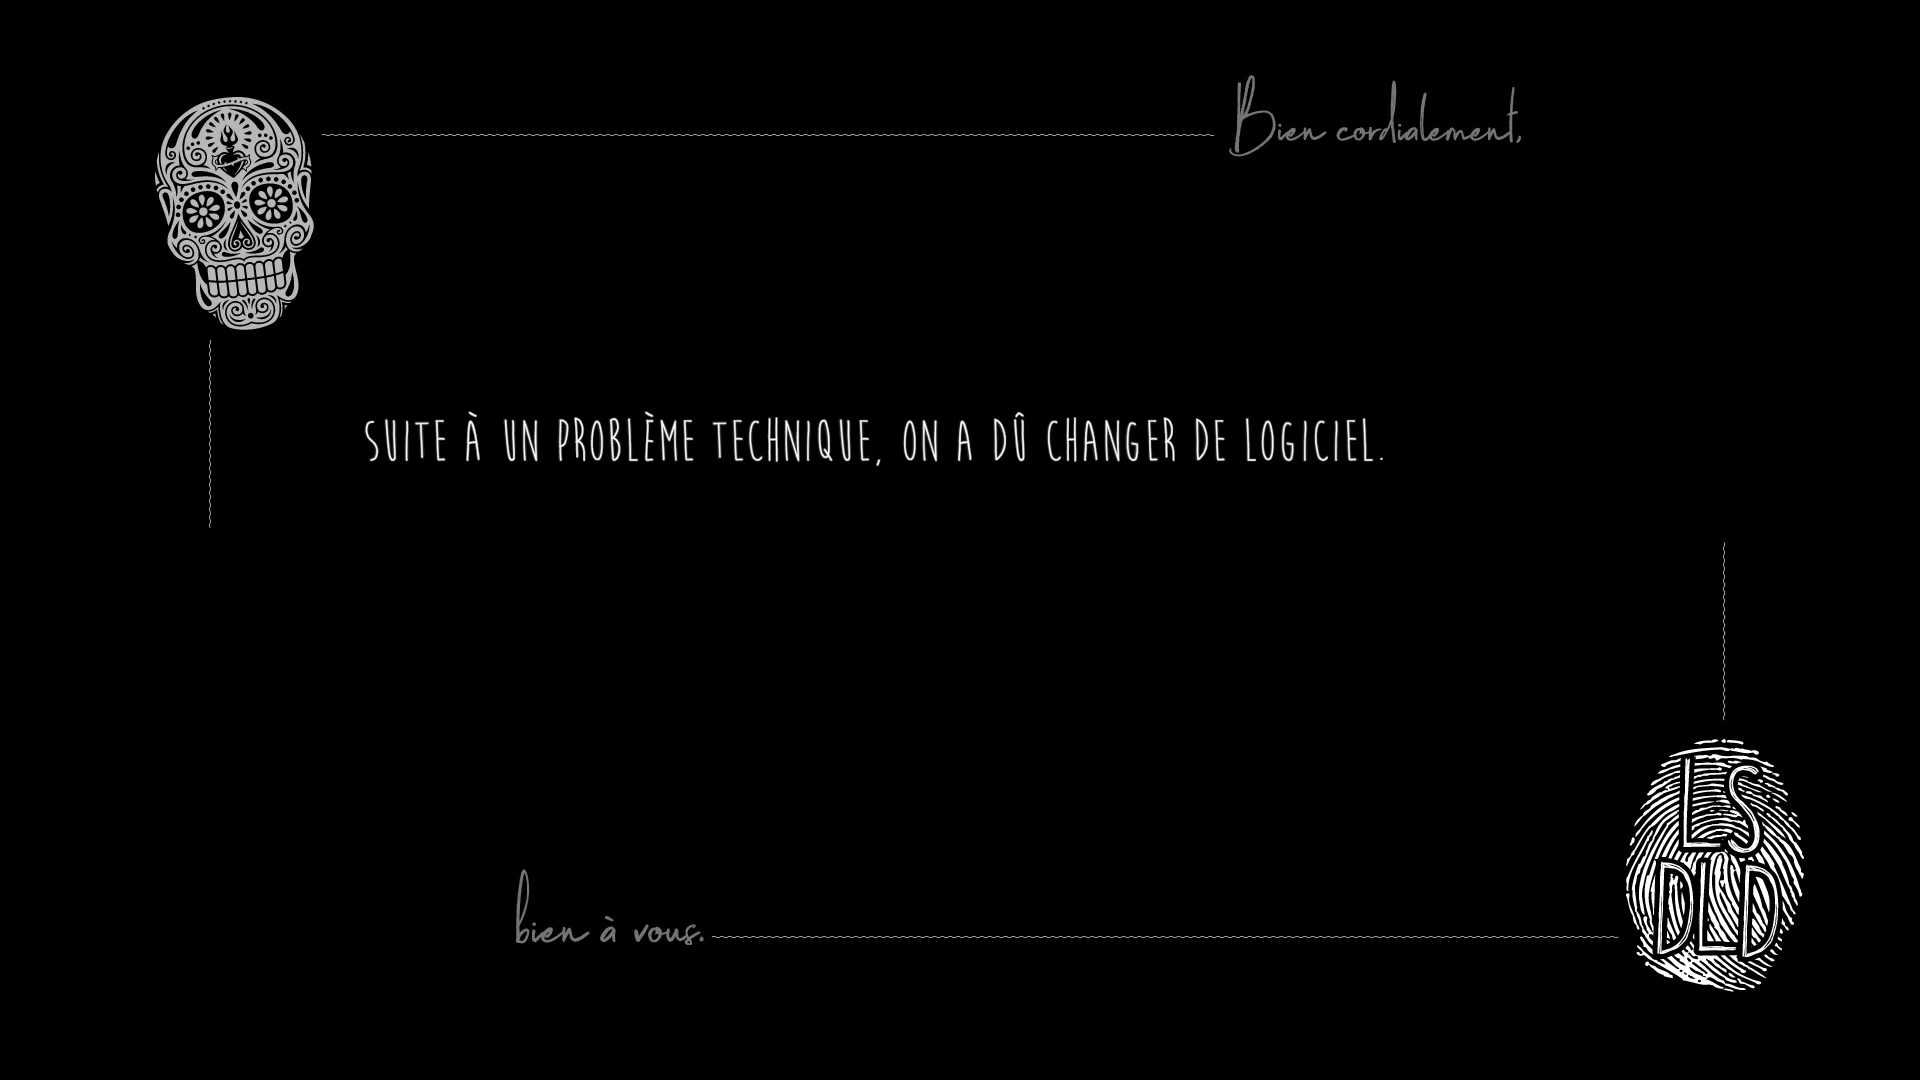 Bien cordialement,
SUITE À UN PROBLÈME TECHNIQUE, ON A DÛ CHANGER DE LOGICIEL.
bien à vous.
LS
DLD